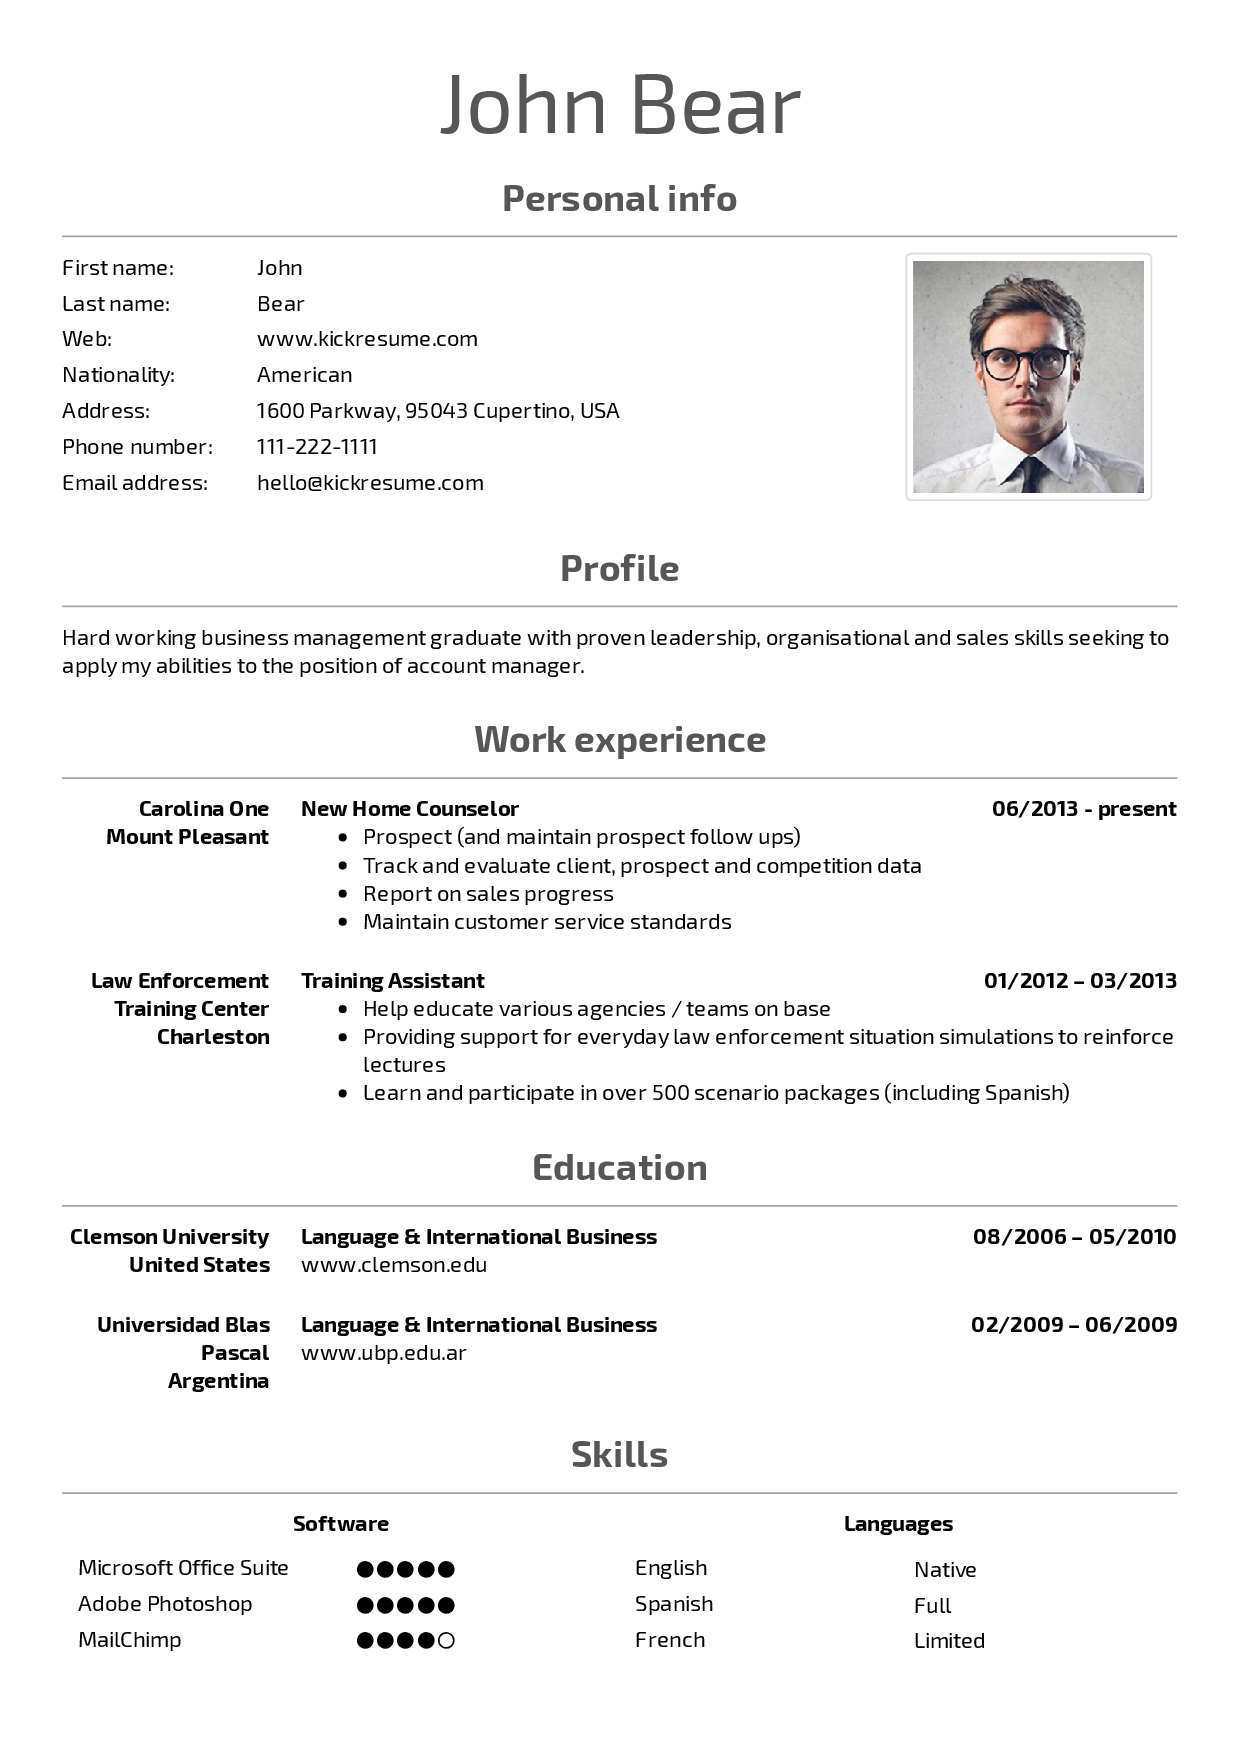 John Bear
Personal info
First name: John
Last name: Bear
Web: www.kickresume.com
Nationality: American
Address: 1600 Parkway, 95043 Cupertino, USA
Phone number: 111-222-1111
Email address: hello@kickresume.com
Profile
Hard working business management graduate with proven leadership, organisational and sales skills seeking to
apply my abilities to the position of account manager.
Work experience
Carolina One New Home Counselor 06/2013 - present
Mount Pleasant
• Prospect (and maintain prospect follow ups)
• Track and evaluate client, prospect and competition data
• Report on sales progress
• Maintain customer service standards
Law Enforcement Training Assistant 01/2012 – 03/2013
Training Center
Charleston
• Help educate various agencies / teams on base
• Providing support for everyday law enforcement situation simulations to reinforce
lectures
• Learn and participate in over 500 scenario packages (including Spanish)
Education
Clemson University Language & International Business 08/2006 – 05/2010
United States www.clemson.edu
Universidad Blas Language & International Business 02/2009 – 06/2009
Pascal www.ubp.edu.ar
Argentina
Skills
Software Languages
Microsoft Office Suite ●●●●● English Native
Adobe Photoshop ●●●●● Spanish Full
MailChimp ●●●●○ French Limited